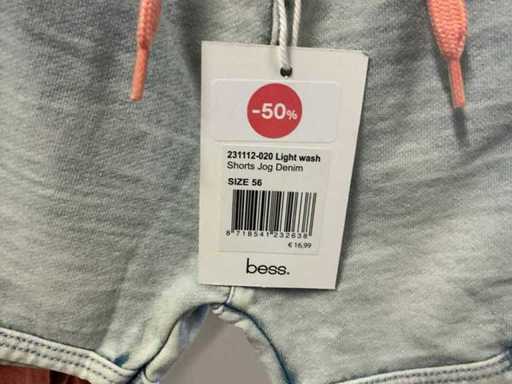 -50%
231112-020 Light wash
Shorts Jog Denim
SIZE 56
8 718541 232638
€ 16,99
bess.